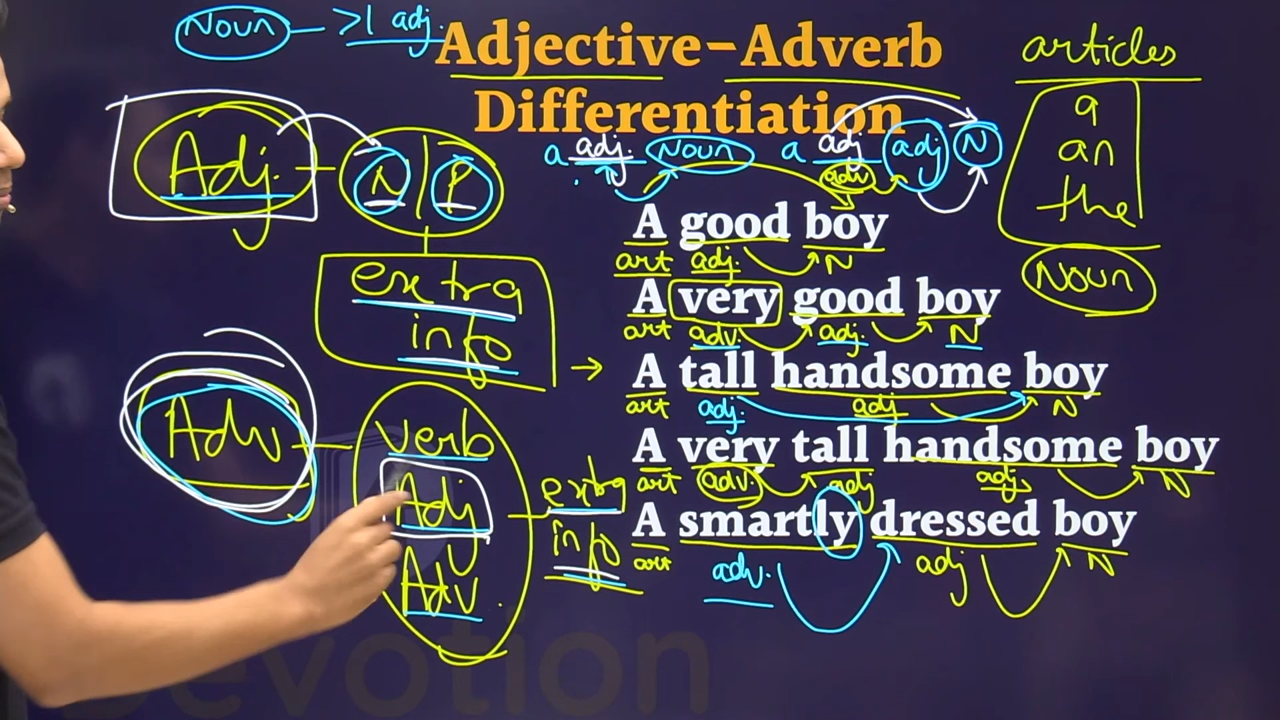 Noun — >1 adj.
Adjective–Adverb
Differentiation
articles
a
an
the
Noun
Adj. — N | P
extra
info
a adj. Noun
a adj adj N
adv
A good boy
art adj. N
A very good boy
art adv. adj. N
→ A tall handsome boy
art adj. adj N
A very tall handsome boy
art adv. adj adj. N
A smartly dressed boy
art adv. adj N
Adv — verb
Adj
Adv.
extra
info
evotion